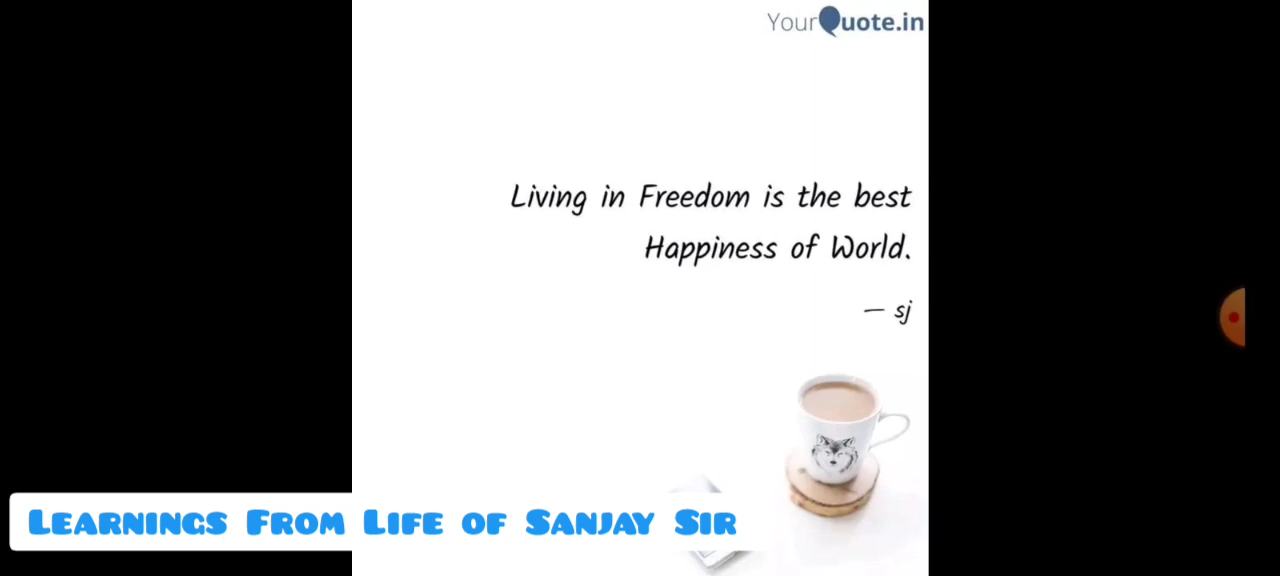 YourQuote.in
Living in Freedom is the best
Happiness of World.
— sj
Learnings From Life of Sanjay Sir